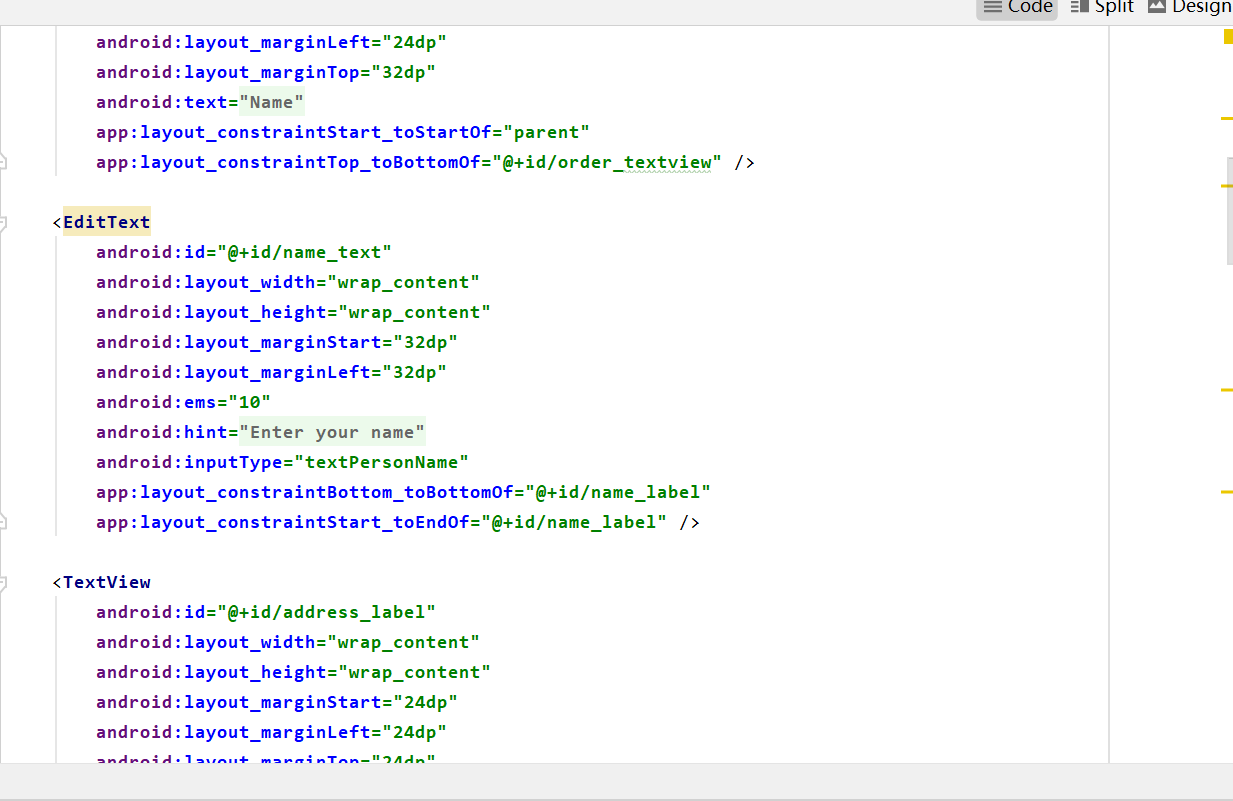 Code Split Design
android:layout_marginLeft="24dp"
android:layout_marginTop="32dp"
android:text="Name"
app:layout_constraintStart_toStartOf="parent"
app:layout_constraintTop_toBottomOf="@+id/order_textview" />
<EditText
android:id="@+id/name_text"
android:layout_width="wrap_content"
android:layout_height="wrap_content"
android:layout_marginStart="32dp"
android:layout_marginLeft="32dp"
android:ems="10"
android:hint="Enter your name"
android:inputType="textPersonName"
app:layout_constraintBottom_toBottomOf="@+id/name_label"
app:layout_constraintStart_toEndOf="@+id/name_label" />
<TextView
android:id="@+id/address_label"
android:layout_width="wrap_content"
android:layout_height="wrap_content"
android:layout_marginStart="24dp"
android:layout_marginLeft="24dp"
android:layout_marginTop="24dp"